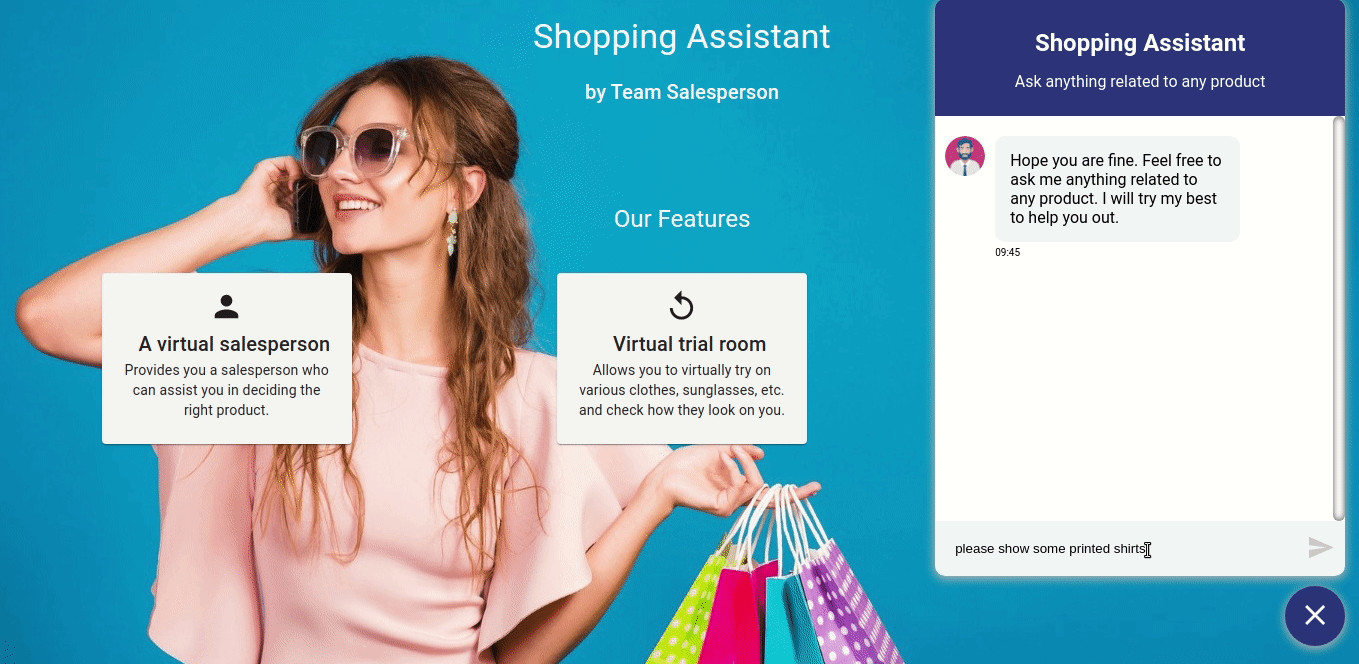 Shopping Assistant
by Team Salesperson
Our Features
A virtual salesperson
Provides you a salesperson who
can assist you in deciding the
right product.
Virtual trial room
Allows you to virtually try on
various clothes, sunglasses, etc.
and check how they look on you.
Shopping Assistant
Ask anything related to any product
Hope you are fine. Feel free to
ask me anything related to
any product. I will try my best
to help you out.
09:45
please show some printed shirts